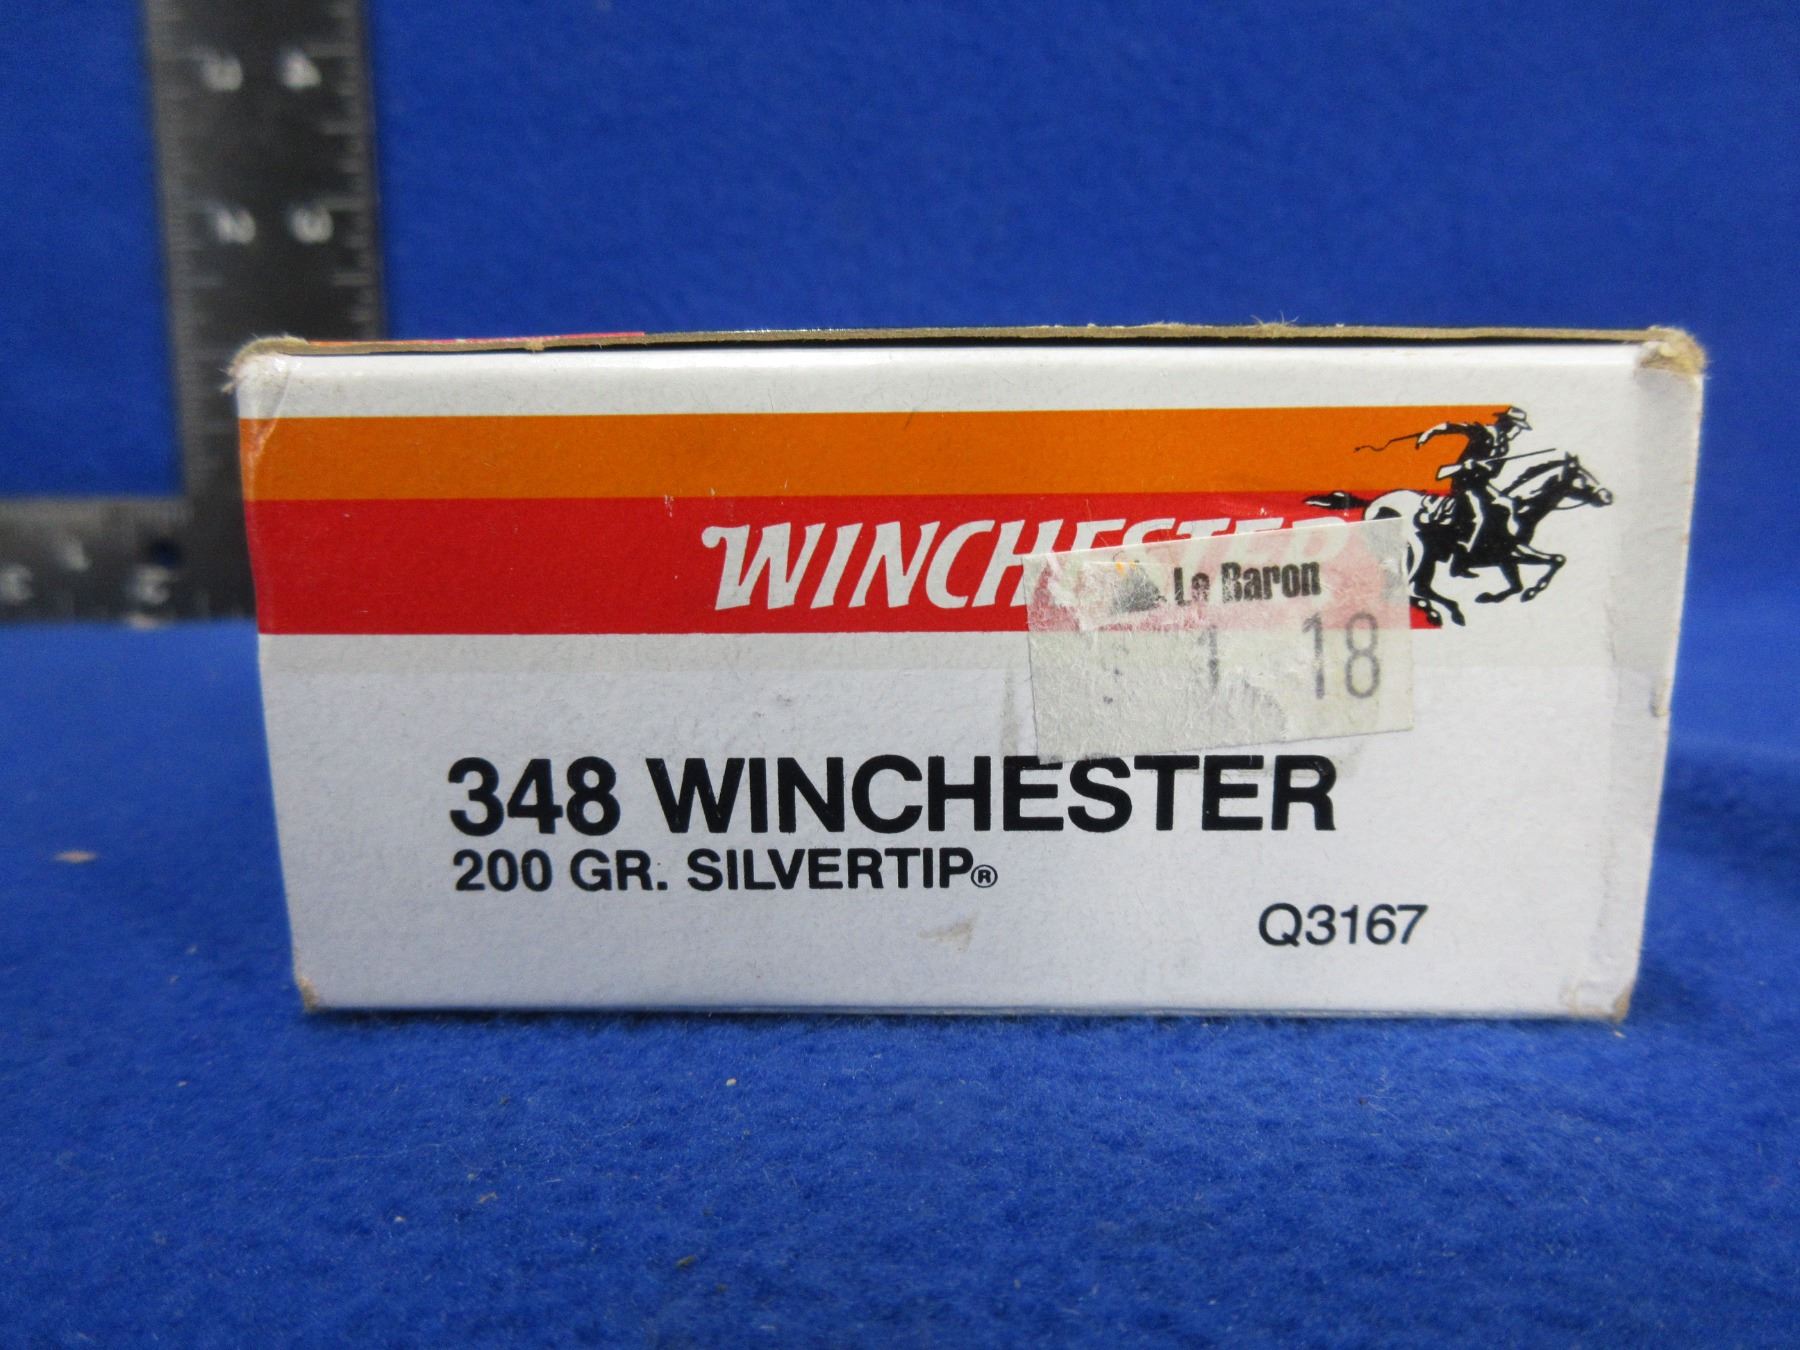 WINCHESTER
Le Baron
18
348 WINCHESTER
200 GR. SILVERTIP®
Q3167